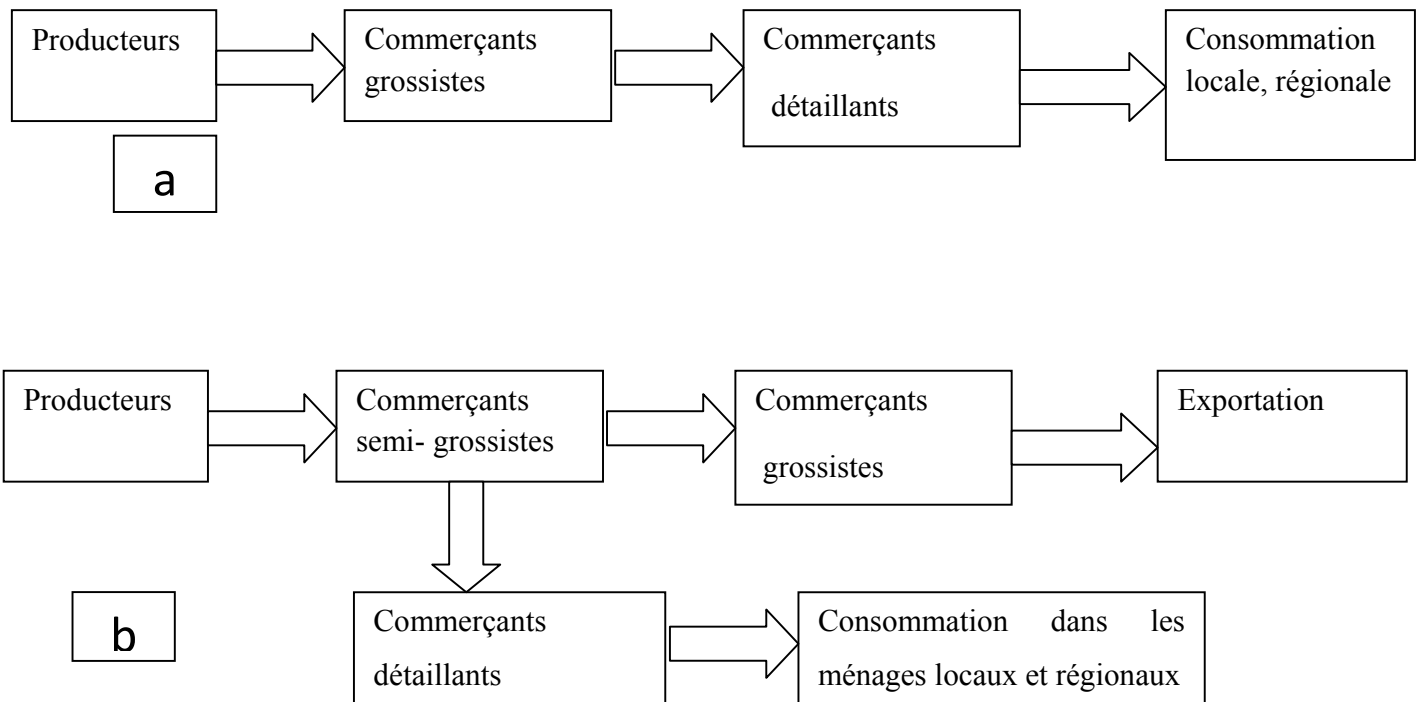 Producteurs
Commerçants
grossistes
Commerçants
détaillants
Consommation
locale, régionale
a
Producteurs
Commerçants
semi- grossistes
Commerçants
grossistes
Exportation
b
Commerçants
détaillants
Consommation dans les
ménages locaux et régionaux